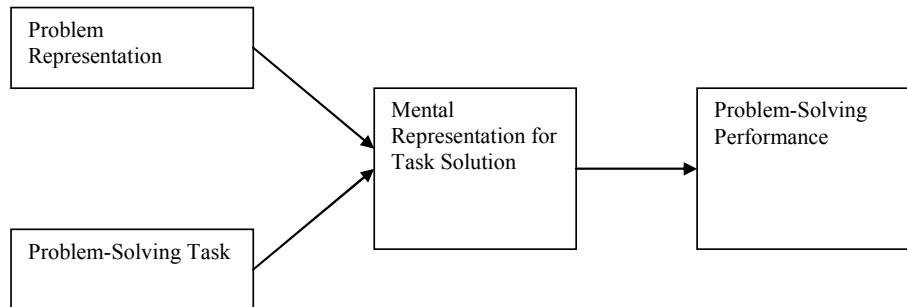 Problem
Representation
Mental
Representation for
Task Solution
Problem-Solving
Performance
Problem-Solving Task